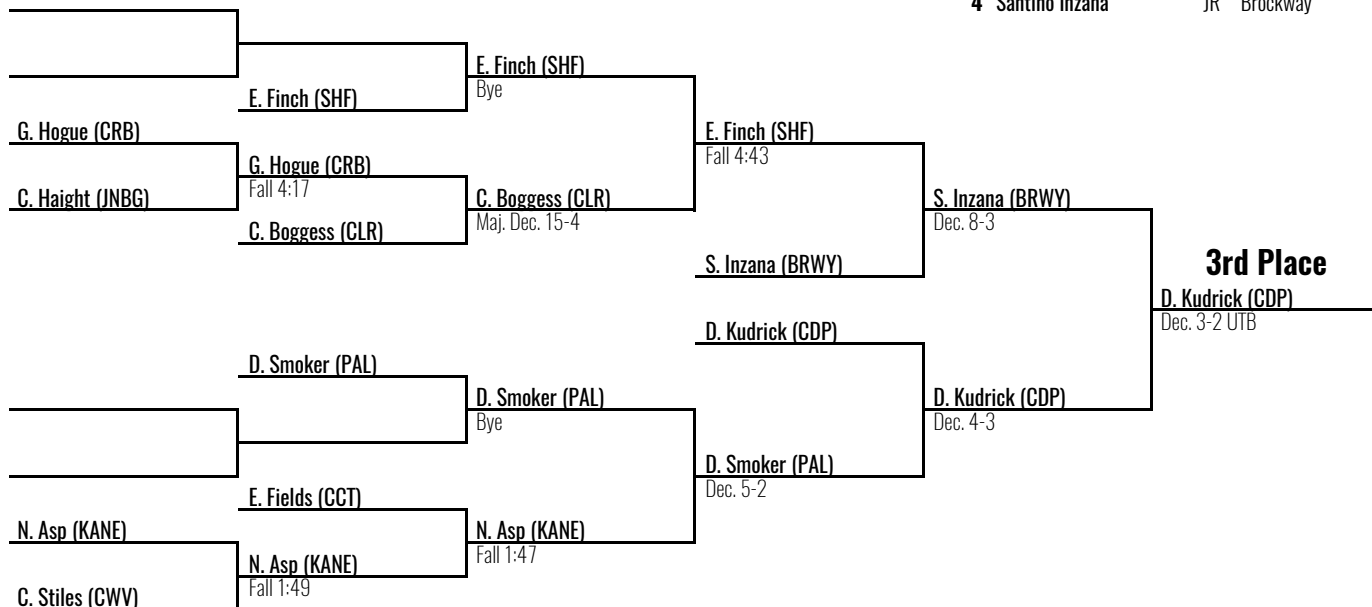 4 Santino Inzana JR Brockway
E. Finch (SHF)
Bye
E. Finch (SHF)
G. Hogue (CRB)
E. Finch (SHF)
Fall 4:43
G. Hogue (CRB)
Fall 4:17
C. Haight (JNBG)
C. Boggess (CLR)
Maj. Dec. 15-4
S. Inzana (BRWY)
Dec. 8-3
C. Boggess (CLR)
S. Inzana (BRWY)
3rd Place
D. Kudrick (CDP)
Dec. 3-2 UTB
D. Kudrick (CDP)
D. Smoker (PAL)
D. Smoker (PAL)
Bye
D. Kudrick (CDP)
Dec. 4-3
D. Smoker (PAL)
Dec. 5-2
E. Fields (CCT)
N. Asp (KANE)
N. Asp (KANE)
Fall 1:47
N. Asp (KANE)
Fall 1:49
C. Stiles (CWV)